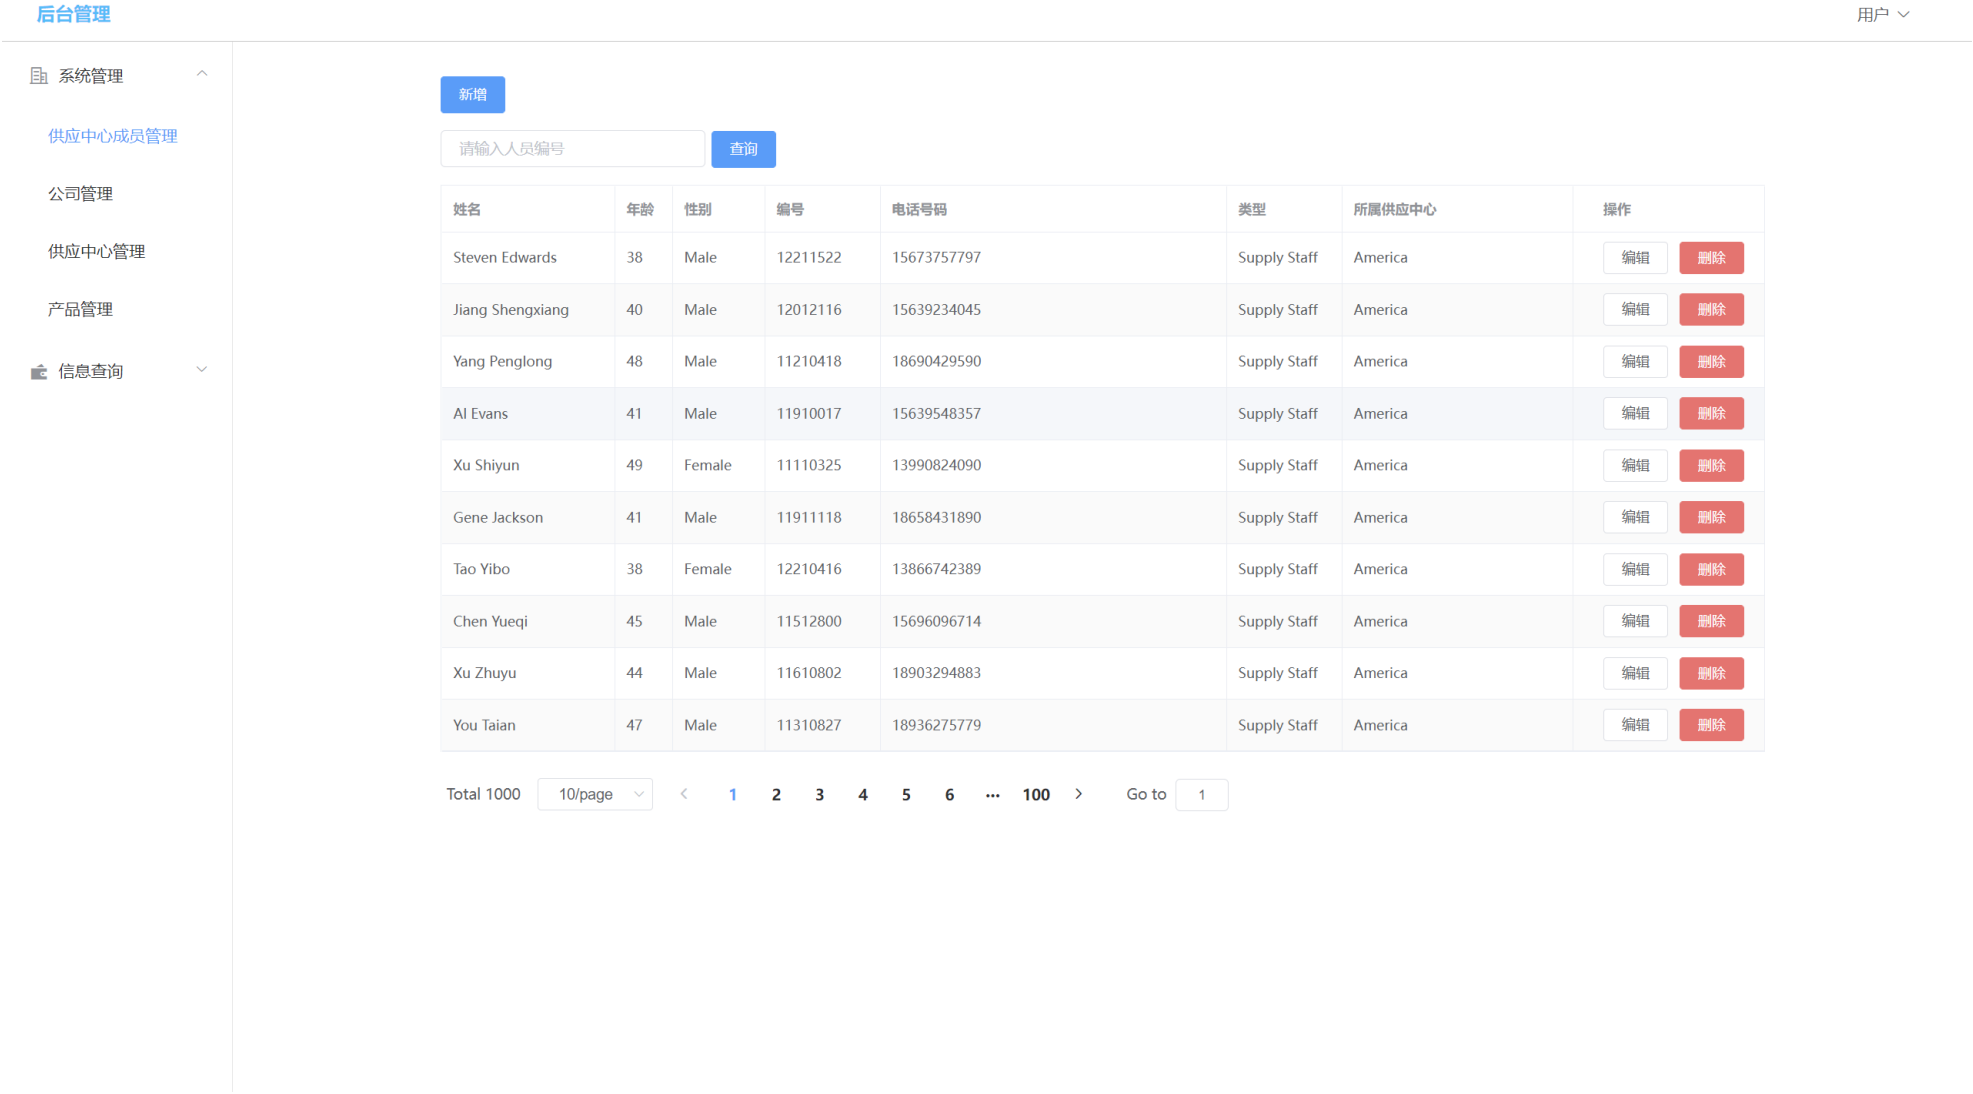 后台管理
用户
系统管理
供应中心成员管理
公司管理
供应中心管理
产品管理
信息查询
新增
请输入人员编号 查询
姓名 年龄 性别 编号 电话号码 类型 所属供应中心 操作
Steven Edwards 38 Male 12211522 15673757797 Supply Staff America 编辑 删除
Jiang Shengxiang 40 Male 12012116 15639234045 Supply Staff America 编辑 删除
Yang Penglong 48 Male 11210418 18690429590 Supply Staff America 编辑 删除
Al Evans 41 Male 11910017 15639548357 Supply Staff America 编辑 删除
Xu Shiyun 49 Female 11110325 13990824090 Supply Staff America 编辑 删除
Gene Jackson 41 Male 11911118 18658431890 Supply Staff America 编辑 删除
Tao Yibo 38 Female 12210416 13866742389 Supply Staff America 编辑 删除
Chen Yueqi 45 Male 11512800 15696096714 Supply Staff America 编辑 删除
Xu Zhuyu 44 Male 11610802 18903294883 Supply Staff America 编辑 删除
You Taian 47 Male 11310827 18936275779 Supply Staff America 编辑 删除
Total 1000 10/page 1 2 3 4 5 6 ••• 100 Go to 1